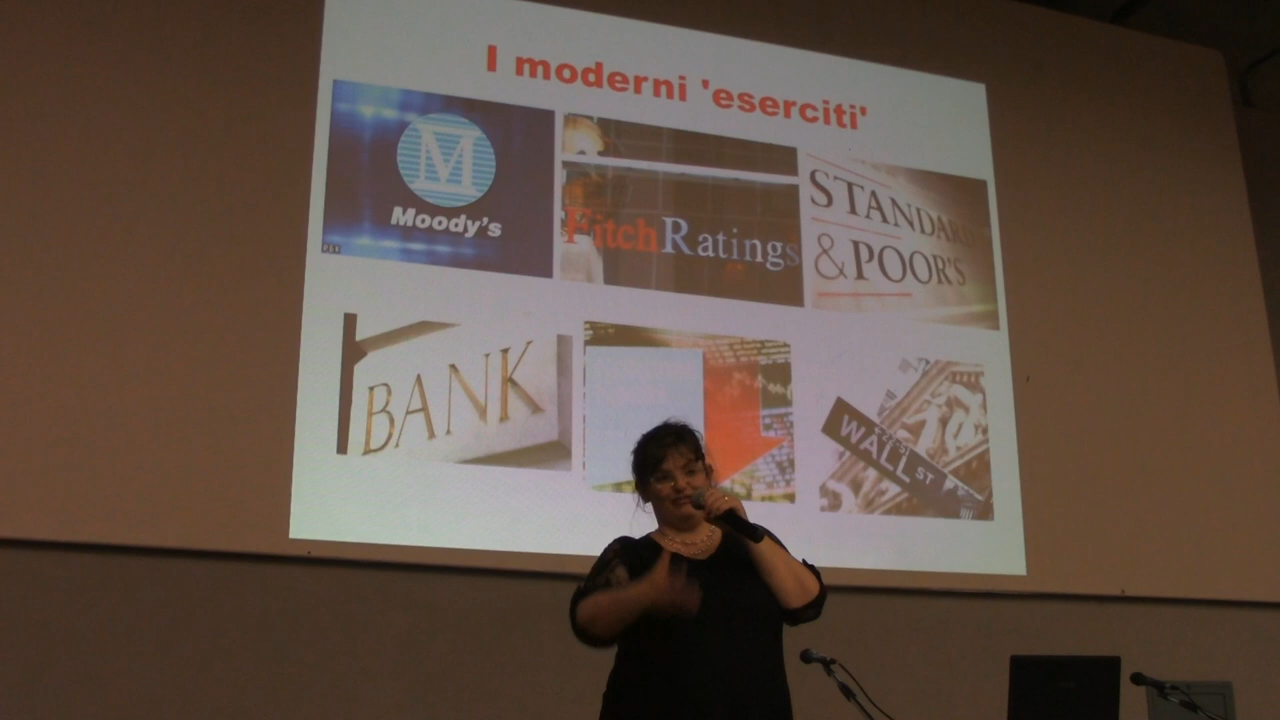 I moderni 'eserciti'
M
Moody's
FitchRatings
STANDARD
& POOR'S
BANK
WALL ST